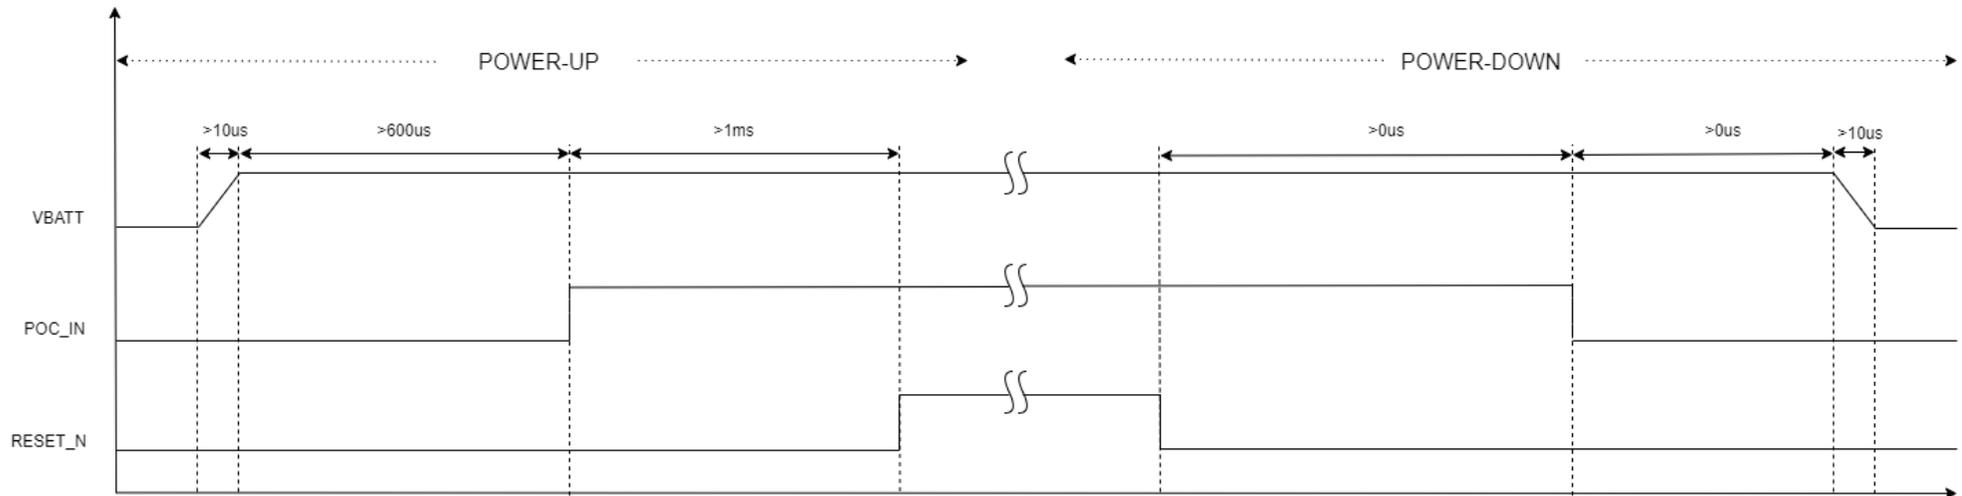 POWER-UP
POWER-DOWN
>10us
>600us
>1ms
>0us
>0us
>10us
VBATT
POC_IN
RESET_N